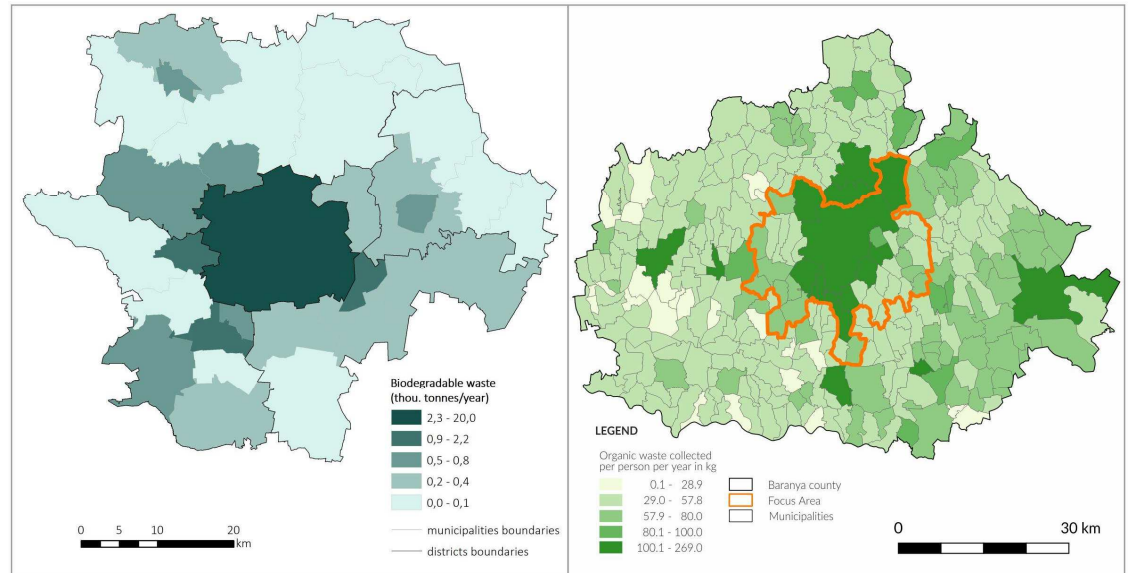 Biodegradable waste
(thou. tonnes/year)
2,3 - 20,0
0,9 - 2,2
0,5 - 0,8
0,2 - 0,4
0,0 - 0,1
municipalities boundaries
districts boundaries
0 5 10 20
km
LEGEND
Organic waste collected
per person per year in kg
0.1 - 28.9
29.0 - 57.8
57.9 - 80.0
80.1 - 100.0
100.1 - 269.0
Baranya county
Focus Area
Municipalities
0 30 km